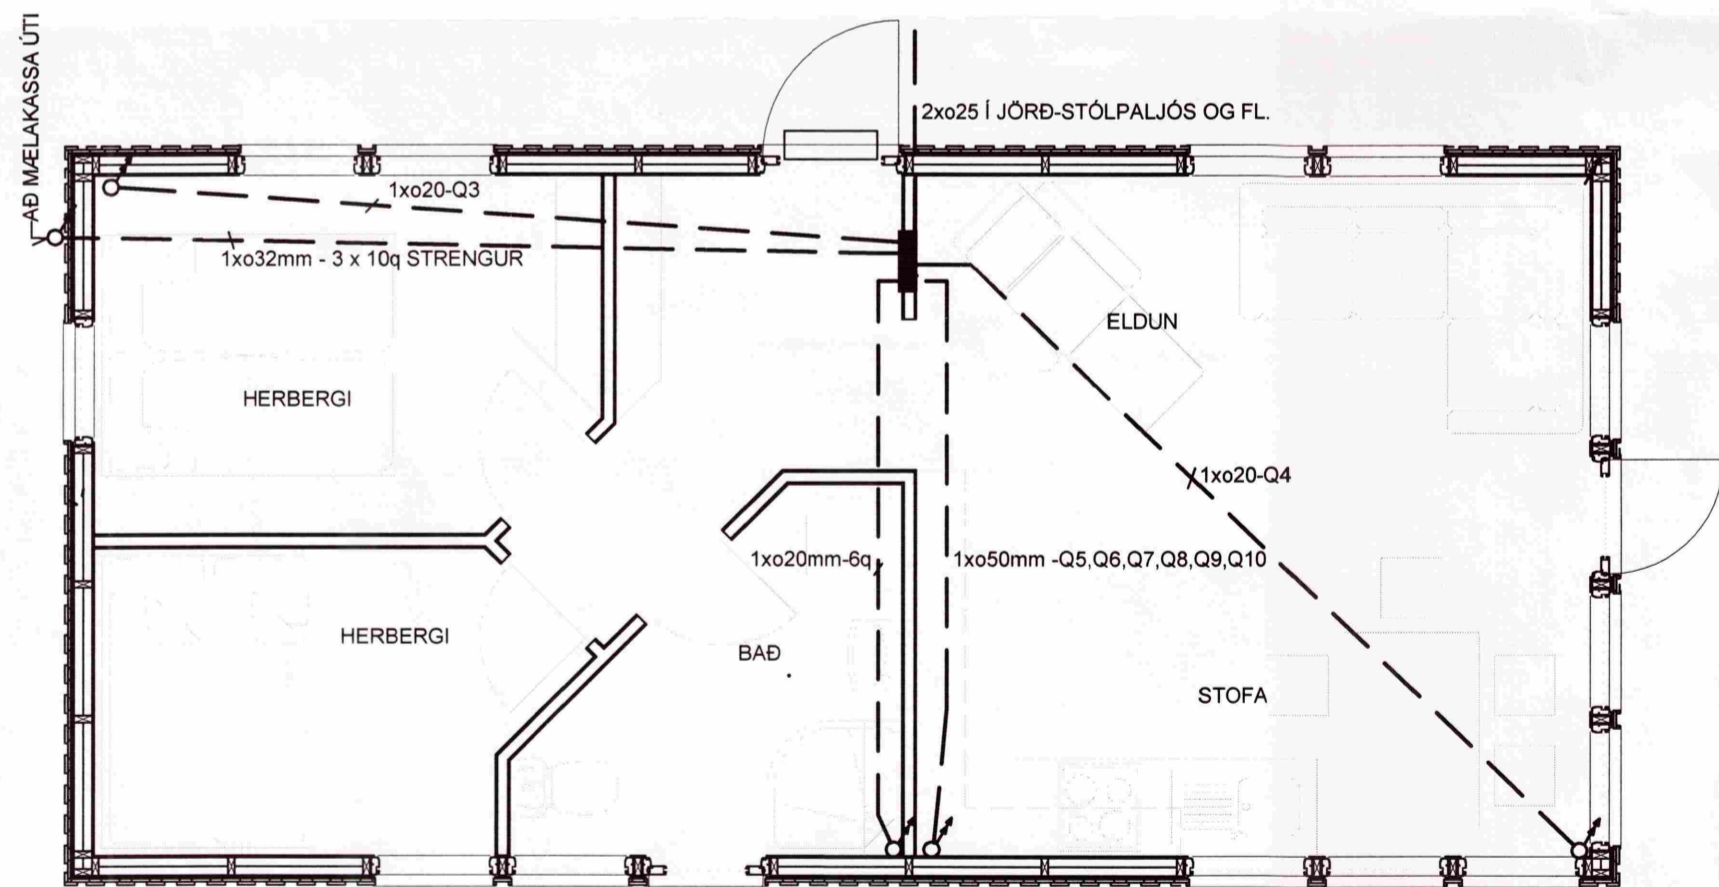 AÐ MÆLAKASSA ÚTI
2xo25 Í JÖRÐ-STÓLPALJÓS OG FL.
1xo20-Q3
1xo32mm - 3 x 10q STRENGUR
ELDUN
HERBERGI
1xo20-Q4
1xo20mm-6q
1xo50mm -Q5,Q6,Q7,Q8,Q9,Q10
HERBERGI
BAÐ
STOFA